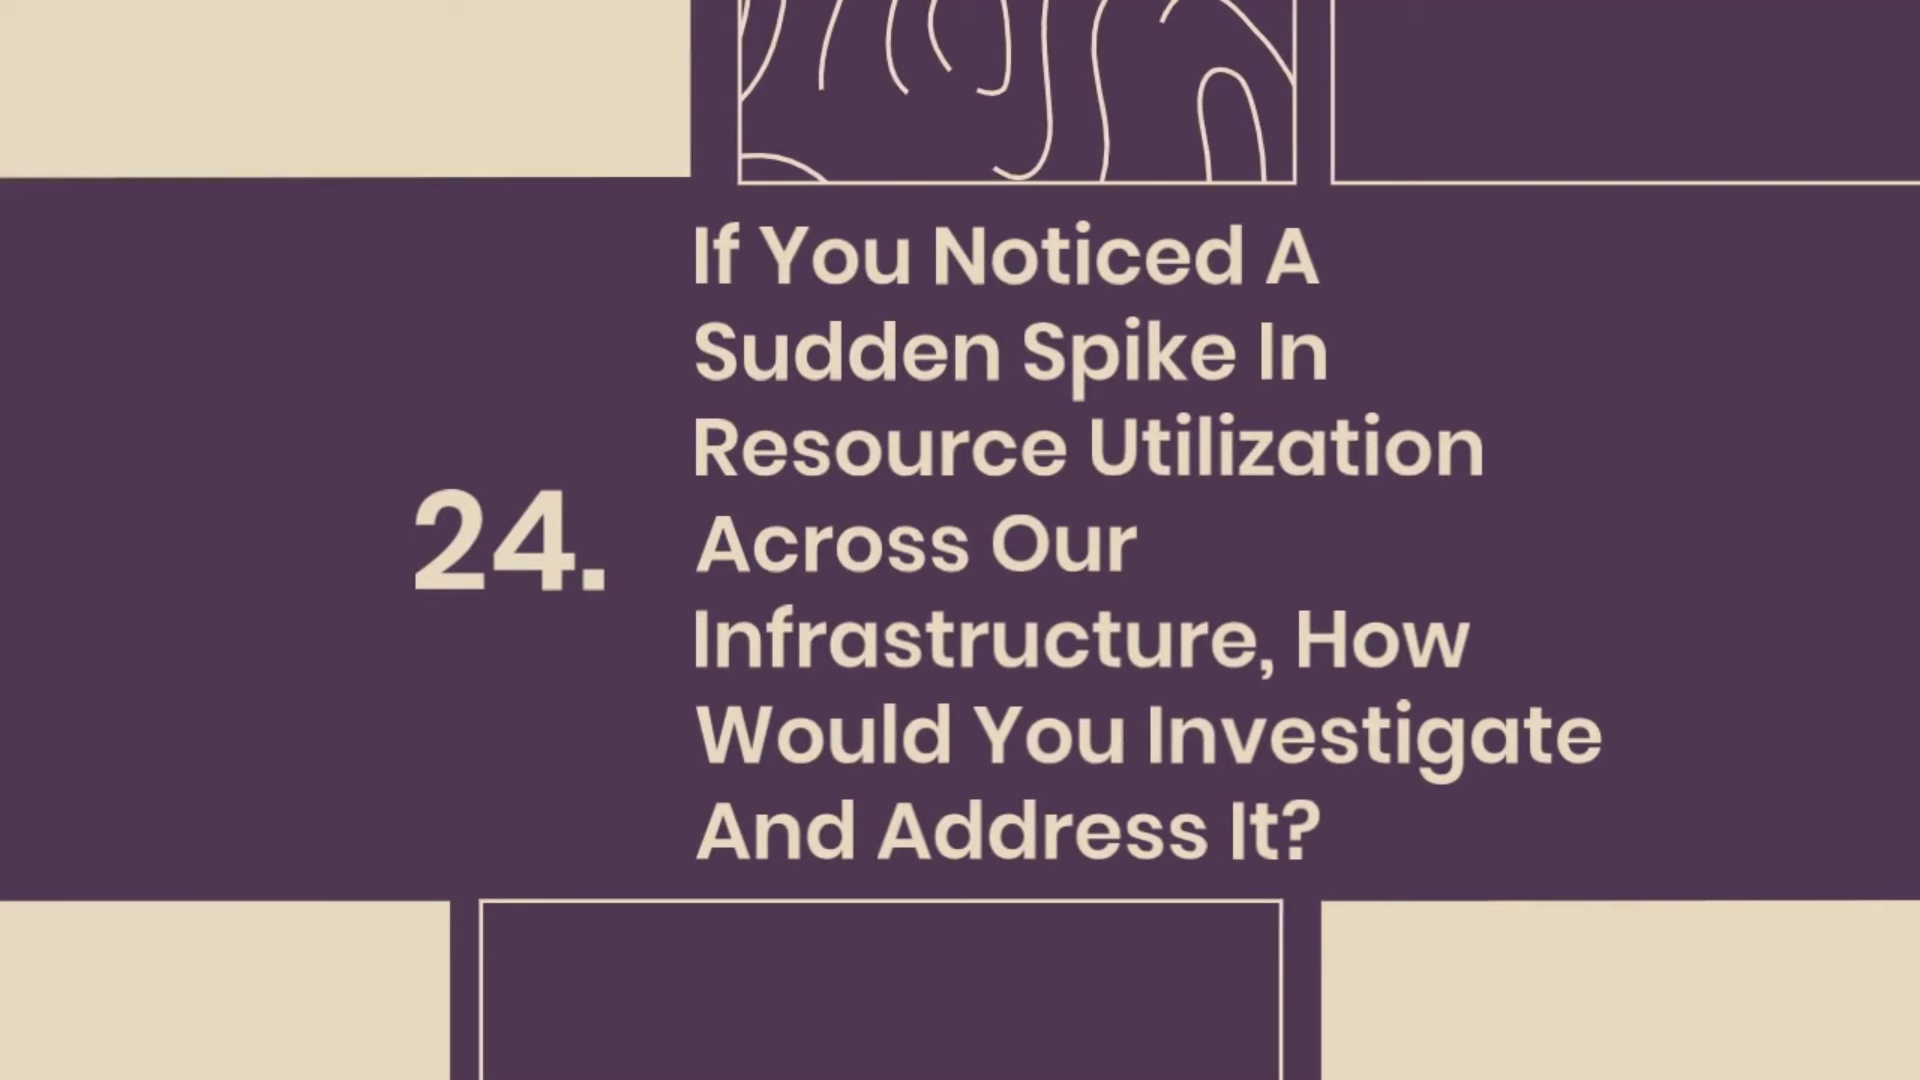 24.
If You Noticed A
Sudden Spike In
Resource Utilization
Across Our
Infrastructure, How
Would You Investigate
And Address It?